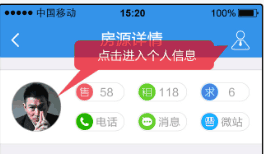 中国移动 15:20 100%
房源详情
点击进入个人信息
售 58 租 118 求 6
电话 消息 微站